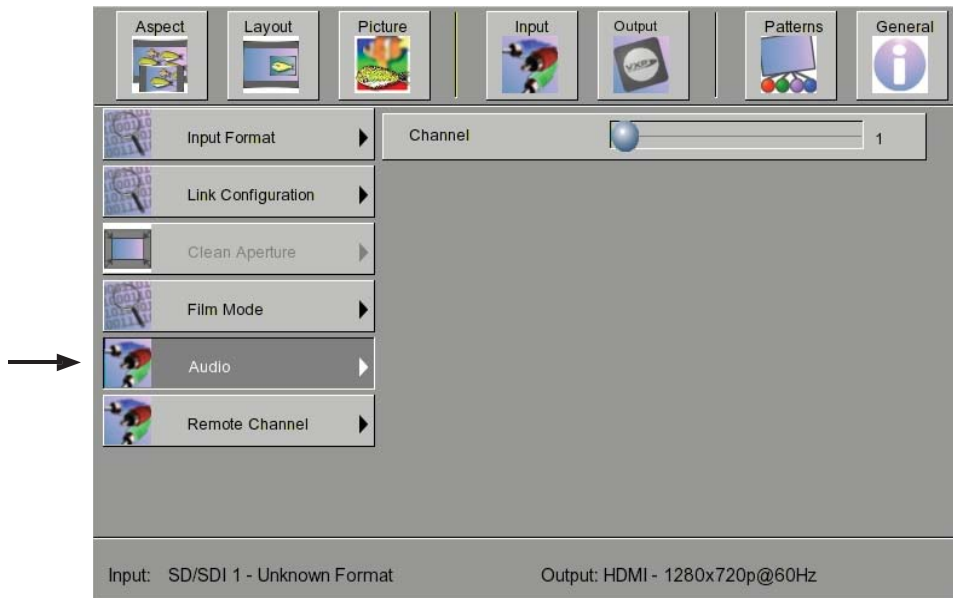 Aspect
Layout
Picture
Input
Output
Patterns
General
VXP
Input Format
Channel
1
Link Configuration
Clean Aperture
Film Mode
Audio
Remote Channel
Input: SD/SDI 1 - Unknown Format
Output: HDMI - 1280x720p@60Hz